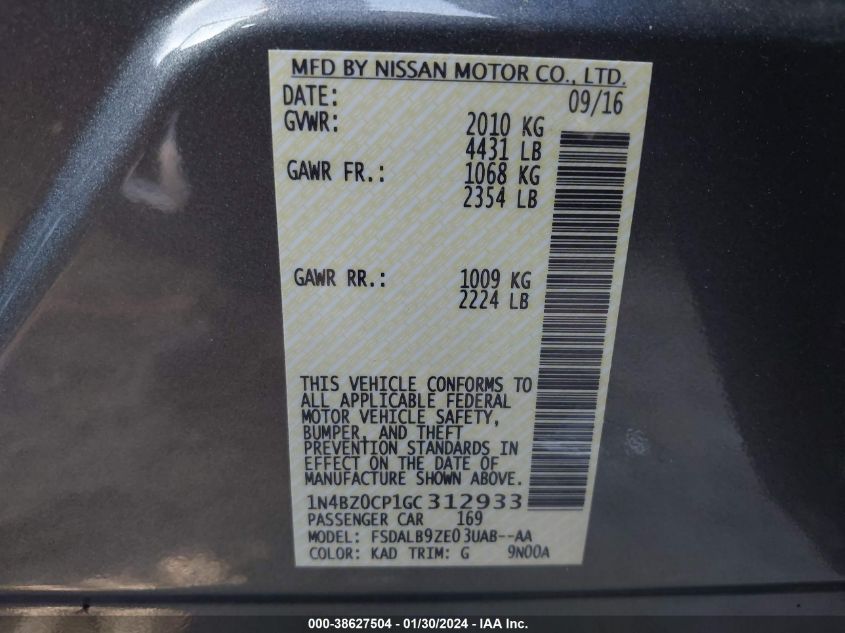 MFD BY NISSAN MOTOR CO., LTD.
DATE: 09/16
GVWR: 2010 KG
4431 LB
GAWR FR.: 1068 KG
2354 LB
GAWR RR.: 1009 KG
2224 LB
THIS VEHICLE CONFORMS TO
ALL APPLICABLE FEDERAL
MOTOR VEHICLE SAFETY,
BUMPER, AND THEFT
PREVENTION STANDARDS IN
EFFECT ON THE DATE OF
MANUFACTURE SHOWN ABOVE.
1N4BZ0CP1GC312933
PASSENGER CAR 169
MODEL: FSDALB9ZE03UAB--AA
COLOR: KAD TRIM: G 9N00A
000-38627504 - 01/30/2024 - IAA Inc.